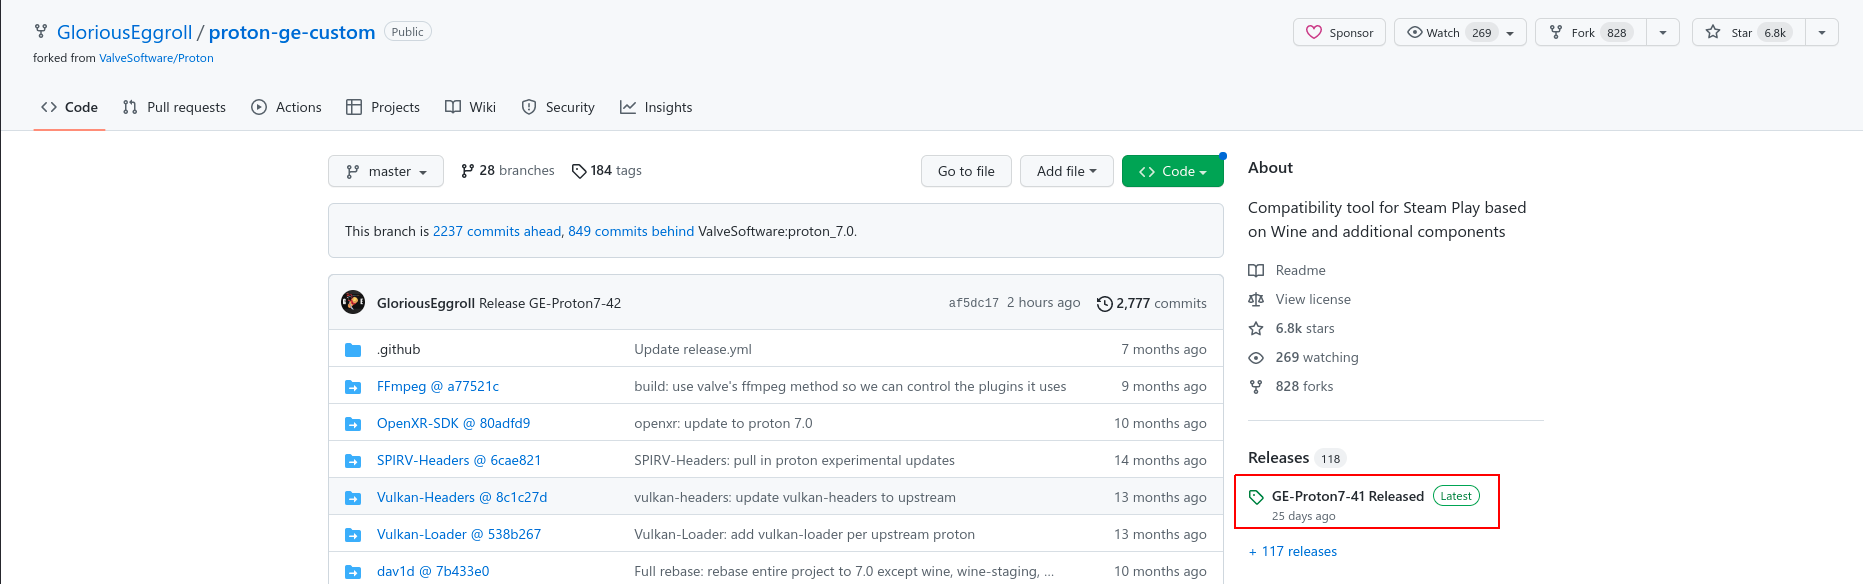 GloriousEggroll / proton-ge-custom Public
Sponsor Watch 269 Fork 828 Star 6.8k
forked from ValveSoftware/Proton
Code Pull requests Actions Projects Wiki Security Insights
master 28 branches 184 tags Go to file Add file Code
This branch is 2237 commits ahead, 849 commits behind ValveSoftware:proton_7.0.
GloriousEggroll Release GE-Proton7-42 af5dc17 2 hours ago 2,777 commits
.github Update release.yml 7 months ago
FFmpeg @ a77521c build: use valve's ffmpeg method so we can control the plugins it uses 9 months ago
OpenXR-SDK @ 80adfd9 openxr: update to proton 7.0 10 months ago
SPIRV-Headers @ 6cae821 SPIRV-Headers: pull in proton experimental updates 14 months ago
Vulkan-Headers @ 8c1c27d vulkan-headers: update vulkan-headers to upstream 13 months ago
Vulkan-Loader @ 538b267 Vulkan-Loader: add vulkan-loader per upstream proton 13 months ago
dav1d @ 7b433e0 Full rebase: rebase entire project to 7.0 except wine, wine-staging, ... 10 months ago
About
Compatibility tool for Steam Play based
on Wine and additional components
Readme
View license
6.8k stars
269 watching
828 forks
Releases 118
GE-Proton7-41 Released Latest
25 days ago
+ 117 releases